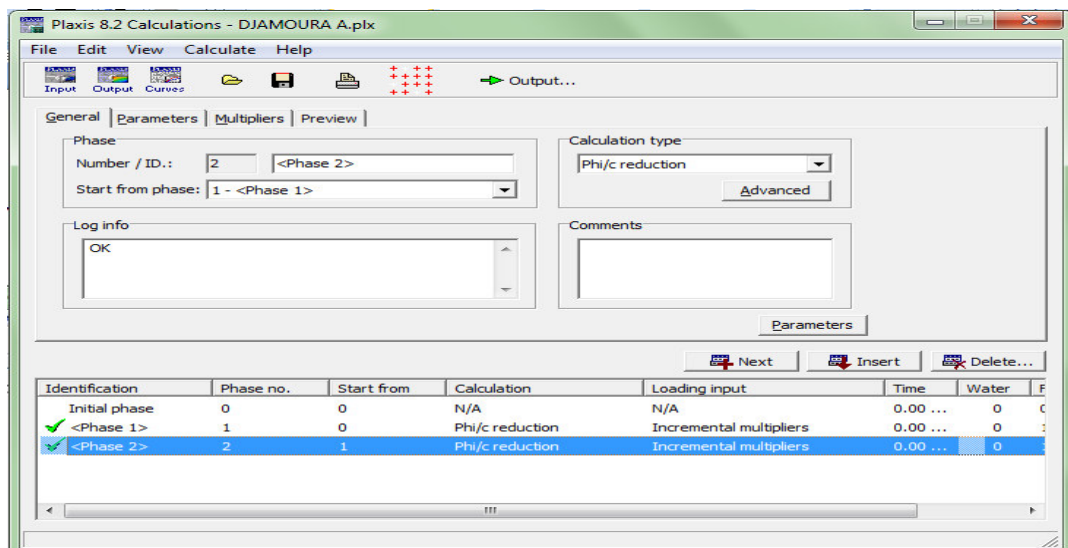 Plaxis 8.2 Calculations - DJAMOURA A.plx
File Edit View Calculate Help
Input Output Curves Output...
General Parameters Multipliers Preview
Phase
Number / ID.: 2 <Phase 2>
Start from phase: 1 - <Phase 1>
Calculation type
Phi/c reduction
Advanced
Log info
OK
Comments
Parameters
Next Insert Delete...
Identification Phase no. Start from Calculation Loading input Time Water
Initial phase 0 0 N/A N/A 0.00 ... 0
<Phase 1> 1 0 Phi/c reduction Incremental multipliers 0.00 ... 0
<Phase 2> 2 1 Phi/c reduction Incremental multipliers 0.00 ... 0